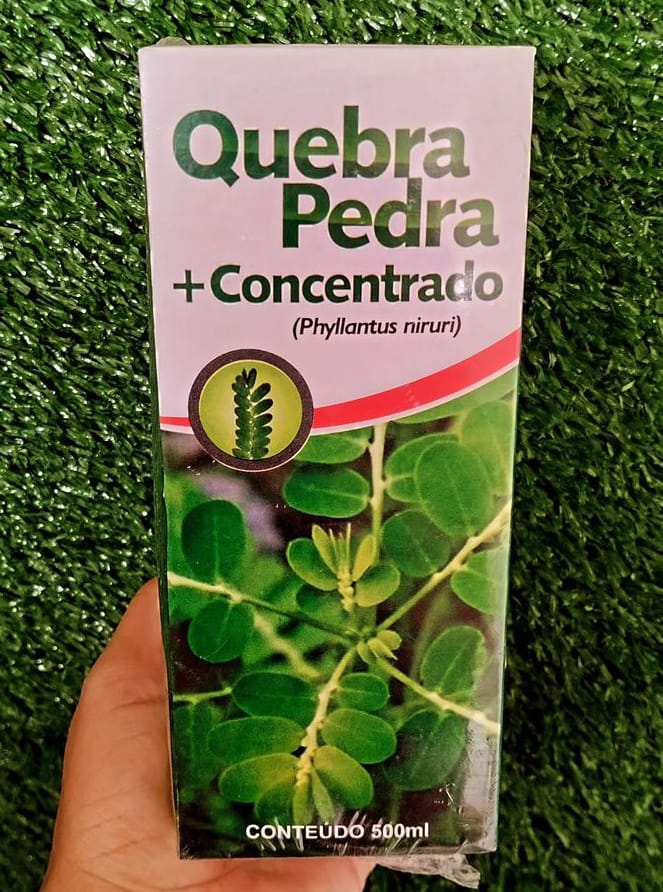 Quebra
Pedra
+Concentrado
(Phyllantus niruri)
CONTEÚDO 500ml